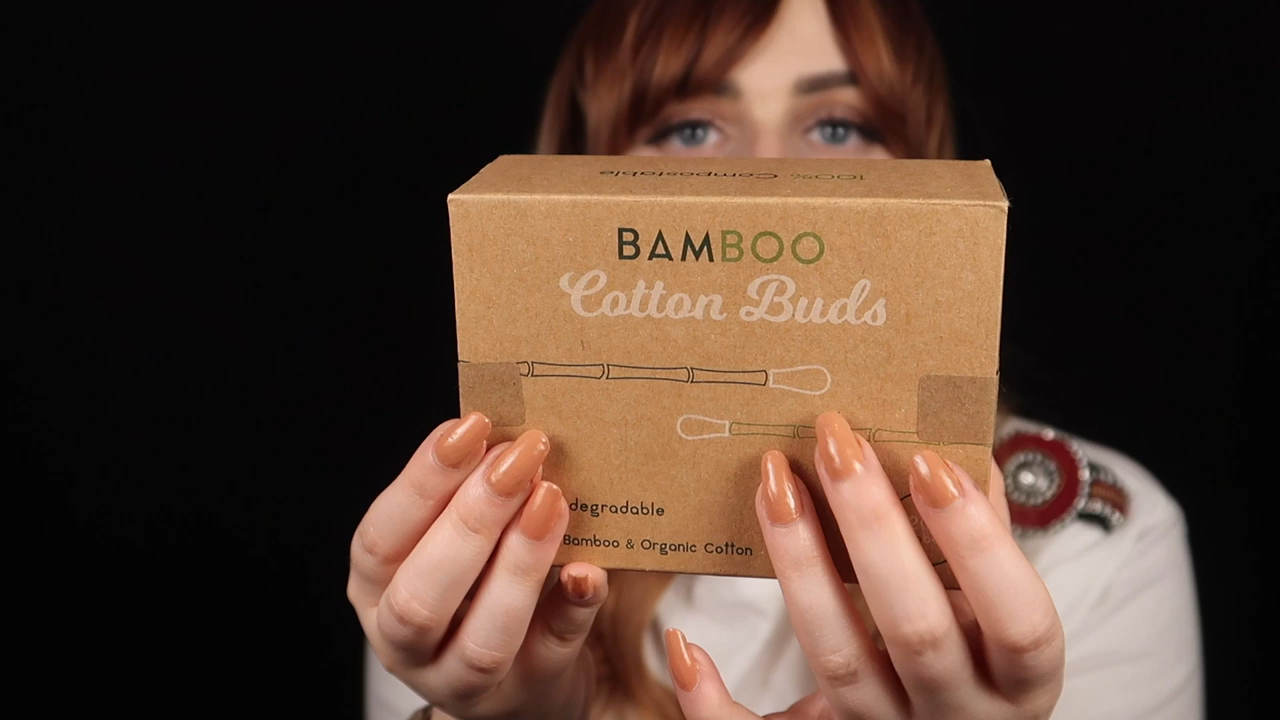 100% Compostable
BAMBOO
Cotton Buds
degradable
Bamboo & Organic Cotton